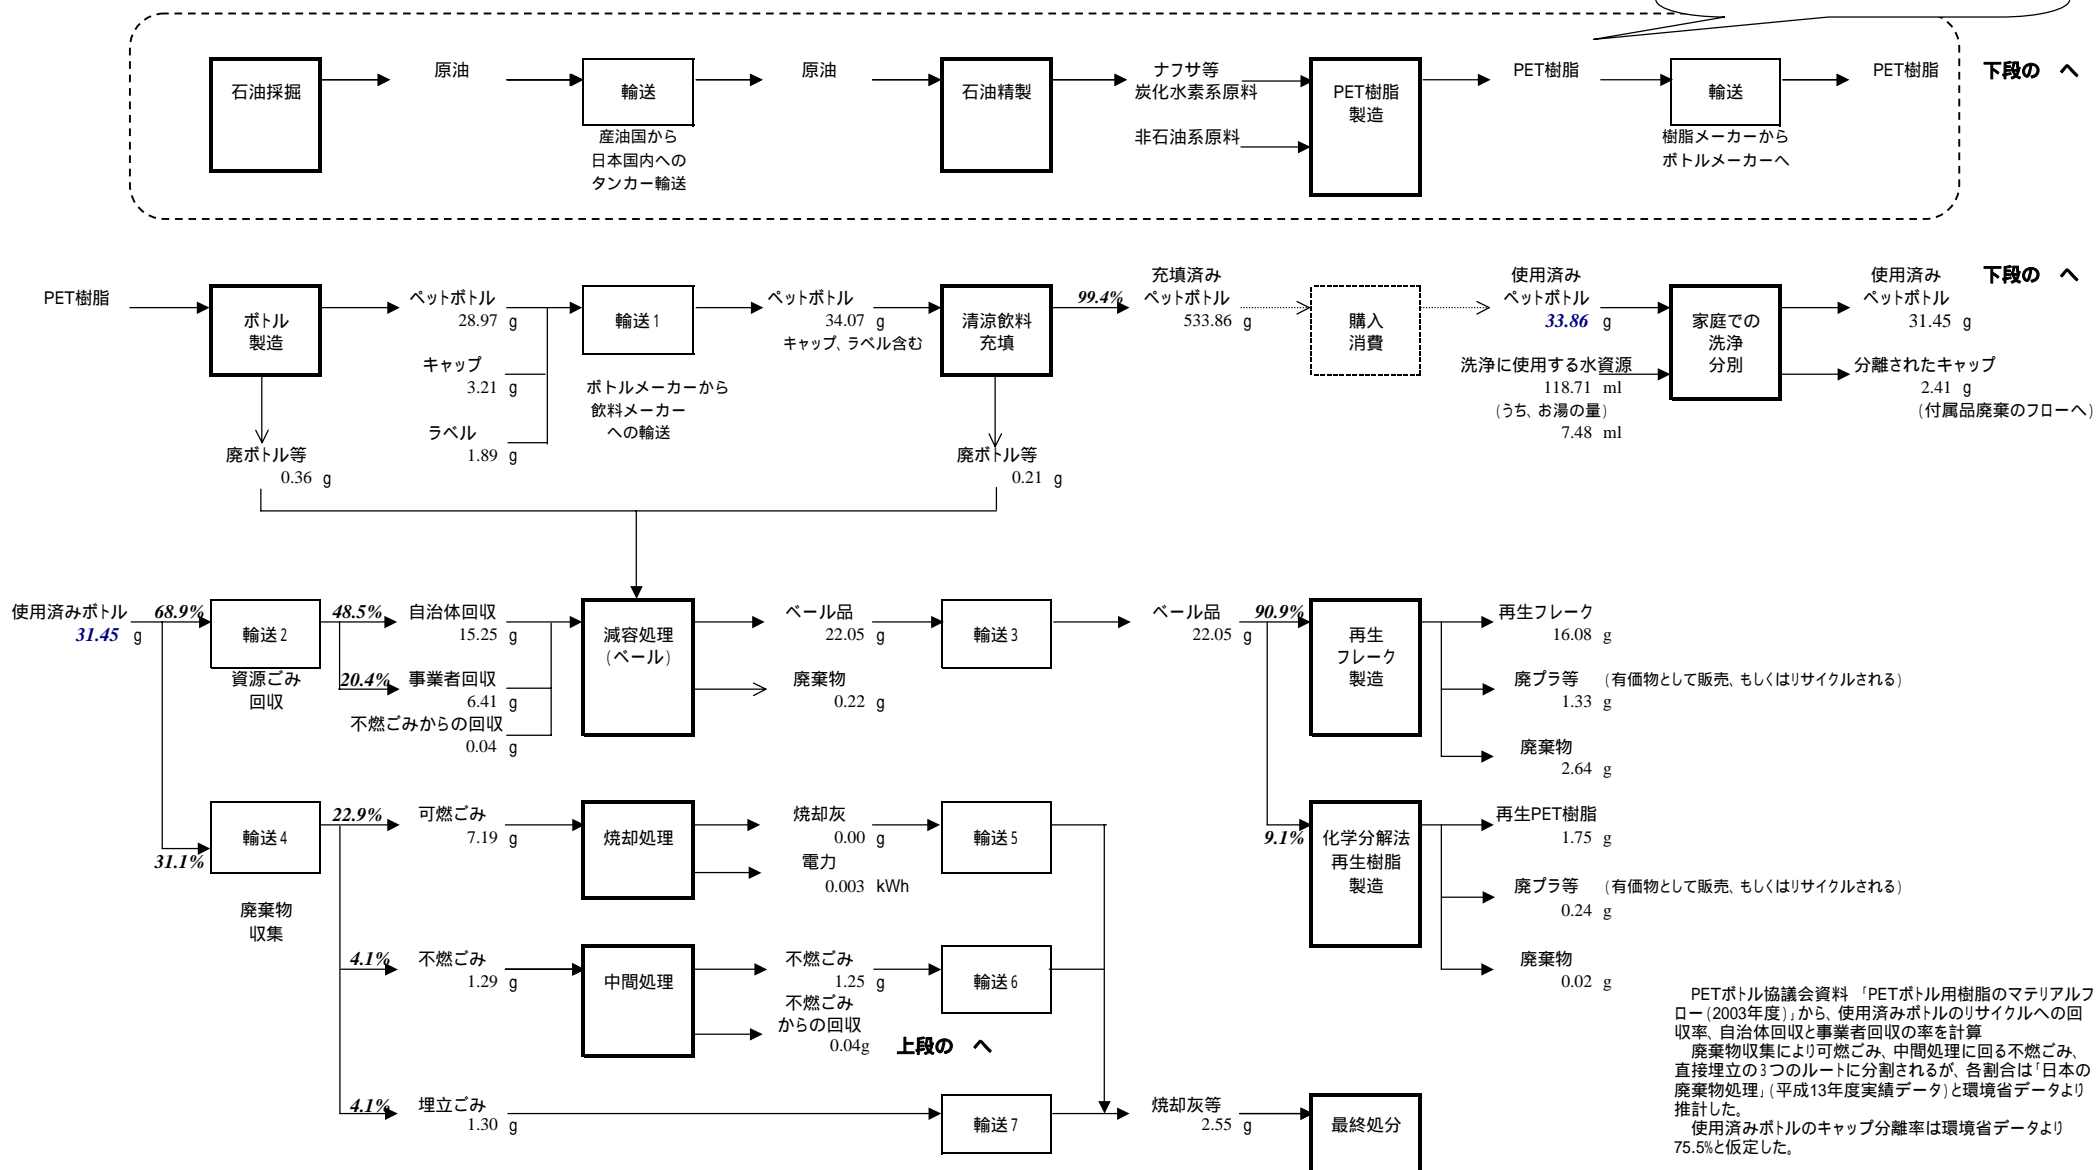 石油採掘
原油
輸送
産油国から
日本国内への
タンカー輸送
原油
石油精製
ナフサ等
炭化水素系原料
非石油系原料
PET樹脂
製造
PET樹脂
輸送
樹脂メーカーから
ボトルメーカーへ
PET樹脂
下段の へ
PET樹脂
ボトル
製造
廃ボトル等
0.36 g
ペットボトル
28.97 g
キャップ
3.21 g
ラベル
1.89 g
輸送1
ボトルメーカーから
飲料メーカー
への輸送
ペットボトル
34.07 g
キャップ、ラベル含む
清涼飲料
充填
廃ボトル等
0.21 g
99.4%
充填済み
ペットボトル
533.86 g
購入
消費
使用済み
ペットボトル
33.86 g
洗浄に使用する水資源
118.71 ml
(うち、お湯の量)
7.48 ml
家庭での
洗浄
分別
使用済み
ペットボトル
31.45 g
分離されたキャップ
2.41 g
(付属品廃棄のフローへ)
下段の へ
使用済みボトル
31.45 g
68.9%
31.1%
輸送2
資源ごみ
回収
48.5%
自治体回収
15.25 g
20.4%
事業者回収
6.41 g
不燃ごみからの回収
0.04 g
減容処理
(ベール)
ベール品
22.05 g
廃棄物
0.22 g
輸送3
ベール品
22.05 g
90.9%
9.1%
再生
フレーク
製造
再生フレーク
16.08 g
廃プラ等 (有価物として販売、もしくはリサイクルされる)
1.33 g
廃棄物
2.64 g
輸送4
廃棄物
収集
22.9%
可燃ごみ
7.19 g
焼却処理
焼却灰
0.00 g
電力
0.003 kWh
輸送5
化学分解法
再生樹脂
製造
再生PET樹脂
1.75 g
廃プラ等 (有価物として販売、もしくはリサイクルされる)
0.24 g
廃棄物
0.02 g
4.1%
不燃ごみ
1.29 g
中間処理
不燃ごみ
1.25 g
不燃ごみ
からの回収
0.04g
上段の へ
輸送6
4.1%
埋立ごみ
1.30 g
輸送7
焼却灰等
2.55 g
最終処分
PETボトル協議会資料 「PETボトル用樹脂のマテリアルフ
ロー(2003年度)」から、使用済みボトルのリサイクルへの回
収率、自治体回収と事業者回収の率を計算
廃棄物収集により可燃ごみ、中間処理に回る不燃ごみ、
直接埋立の3つのルートに分割されるが、各割合は「日本の
廃棄物処理」(平成13年度実績データ)と環境省データより
推計した。
使用済みボトルのキャップ分離率は環境省データより
75.5%と仮定した。